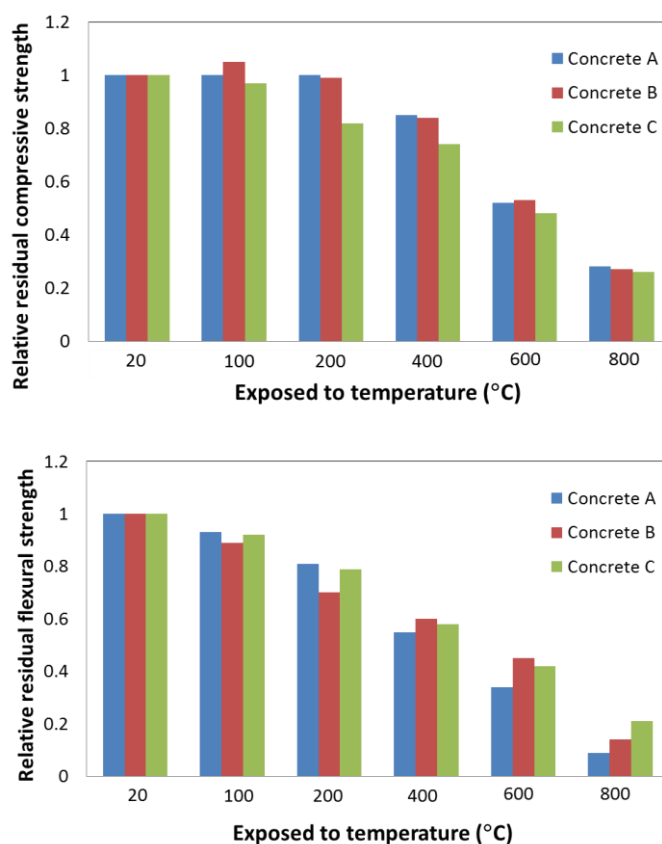 1.2
1
0.8
0.6
0.4
0.2
0
Relative residual compressive strength
Concrete A
Concrete B
Concrete C
20 100 200 400 600 800
Exposed to temperature (°C)
1.2
1
0.8
0.6
0.4
0.2
0
Relative residual flexural strength
Concrete A
Concrete B
Concrete C
20 100 200 400 600 800
Exposed to temperature (°C)